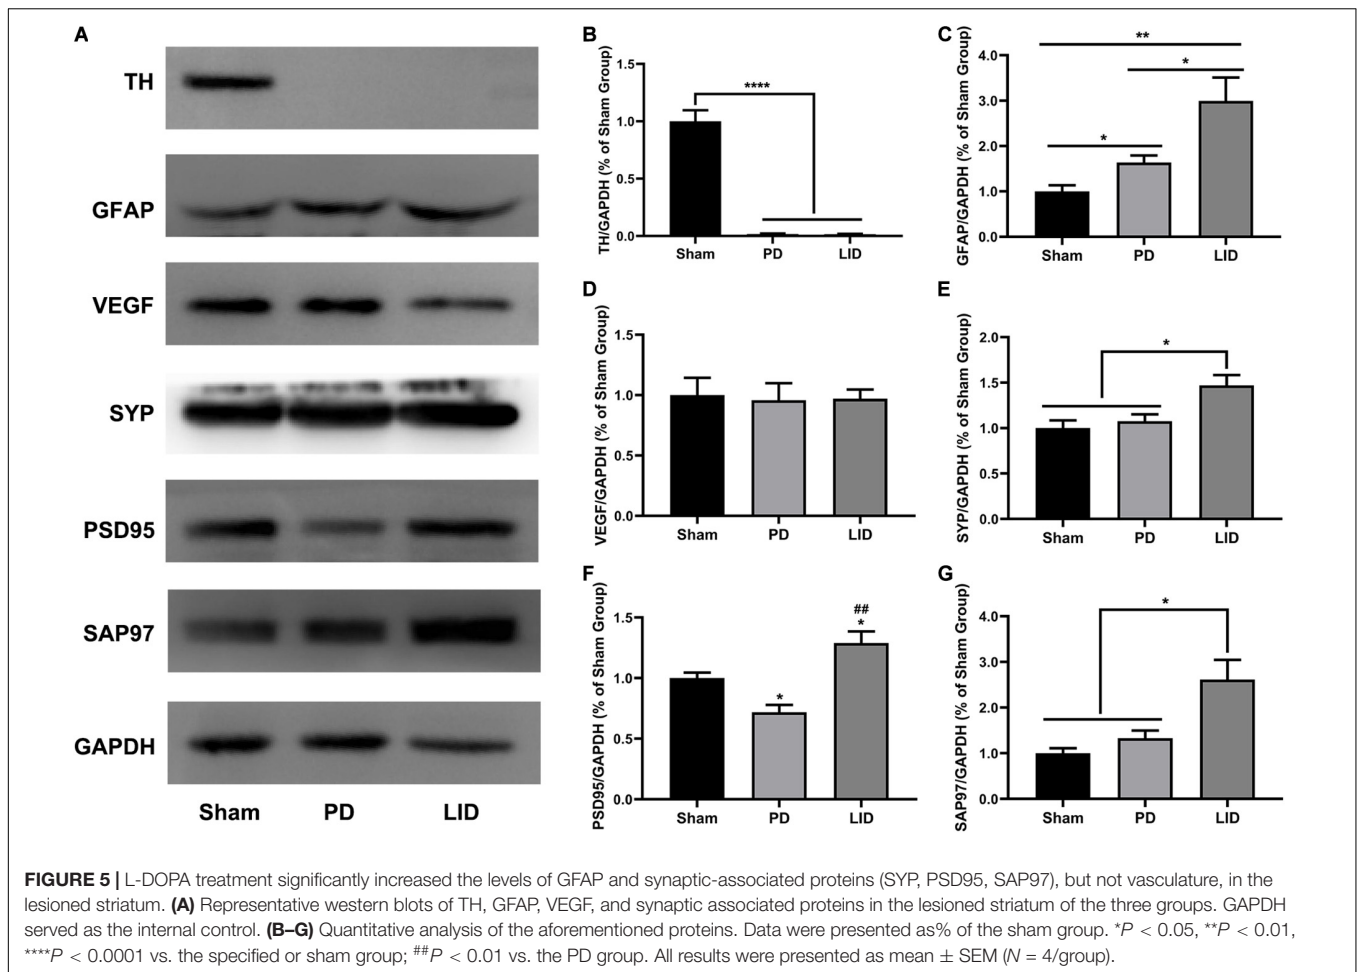 A
TH
GFAP
VEGF
SYP
PSD95
SAP97
GAPDH
Sham PD LID
B
TH/GAPDH (% of Sham Group)
1.5
1.0
0.5
0.0
****
Sham PD LID
C
GFAP/GAPDH (% of Sham Group)
4.0
3.0
2.0
1.0
0.0
**
*
*
Sham PD LID
D
VEGF/GAPDH (% of Sham Group)
1.5
1.0
0.5
0.0
Sham PD LID
E
SYP/GAPDH (% of Sham Group)
2.0
1.5
1.0
0.5
0.0
*
Sham PD LID
F
PSD95/GAPDH (% of Sham Group)
1.5
1.0
0.5
0.0
*
##
*
Sham PD LID
G
SAP97/GAPDH (% of Sham Group)
4.0
3.0
2.0
1.0
0.0
*
Sham PD LID
FIGURE 5 | L-DOPA treatment significantly increased the levels of GFAP and synaptic-associated proteins (SYP, PSD95, SAP97), but not vasculature, in the
lesioned striatum. (A) Representative western blots of TH, GFAP, VEGF, and synaptic associated proteins in the lesioned striatum of the three groups. GAPDH
served as the internal control. (B–G) Quantitative analysis of the aforementioned proteins. Data were presented as% of the sham group. *P < 0.05, **P < 0.01,
****P < 0.0001 vs. the specified or sham group; ##P < 0.01 vs. the PD group. All results were presented as mean ± SEM (N = 4/group).